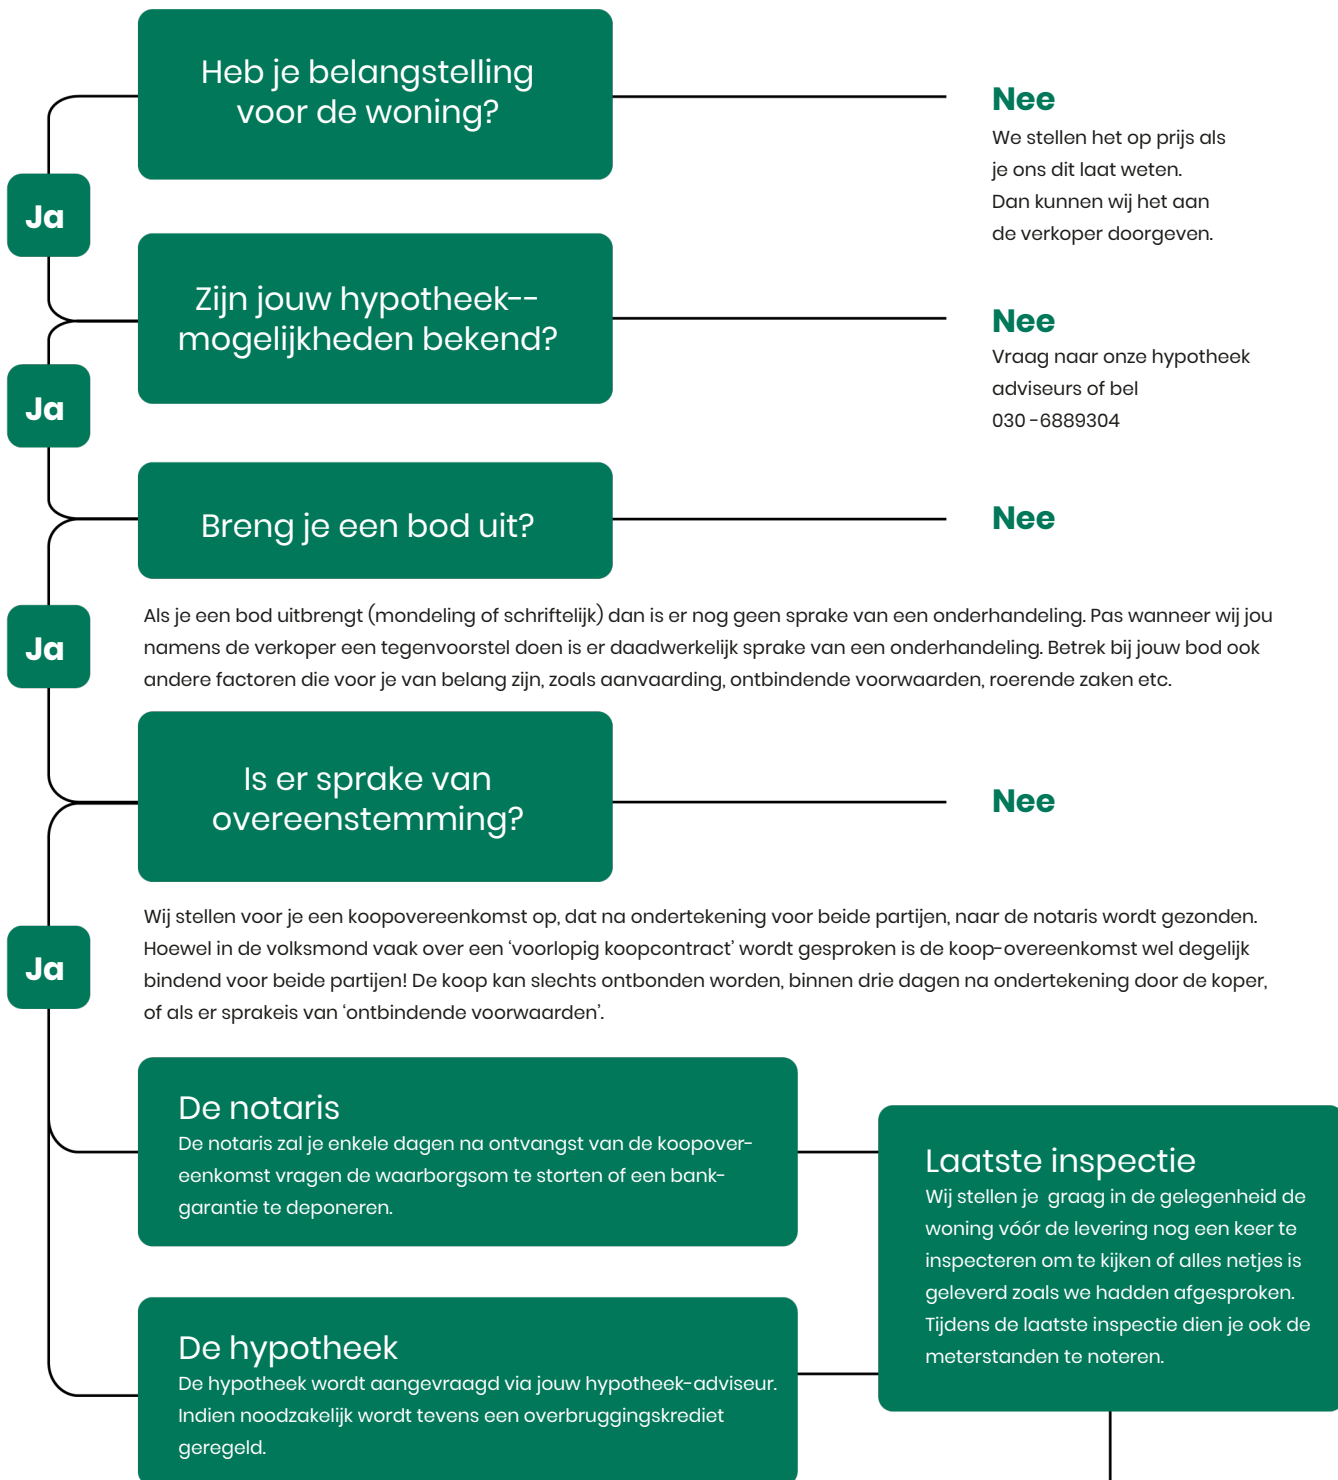 Heb je belangstelling
voor de woning?
Nee
We stellen het op prijs als
je ons dit laat weten.
Dan kunnen wij het aan
de verkoper doorgeven.
Ja
Zijn jouw hypotheek--
mogelijkheden bekend?
Nee
Vraag naar onze hypotheek
adviseurs of bel
030 -6889304
Ja
Breng je een bod uit?
Nee
Ja
Als je een bod uitbrengt (mondeling of schriftelijk) dan is er nog geen sprake van een onderhandeling. Pas wanneer wij jou
namens de verkoper een tegenvoorstel doen is er daadwerkelijk sprake van een onderhandeling. Betrek bij jouw bod ook
andere factoren die voor je van belang zijn, zoals aanvaarding, ontbindende voorwaarden, roerende zaken etc.
Is er sprake van
overeenstemming?
Nee
Ja
Wij stellen voor je een koopovereenkomst op, dat na ondertekening voor beide partijen, naar de notaris wordt gezonden.
Hoewel in de volksmond vaak over een ‘voorlopig koopcontract’ wordt gesproken is de koop-overeenkomst wel degelijk
bindend voor beide partijen! De koop kan slechts ontbonden worden, binnen drie dagen na ondertekening door de koper,
of als er sprakeis van ‘ontbindende voorwaarden’.
De notaris
De notaris zal je enkele dagen na ontvangst van de koopover-
eenkomst vragen de waarborgsom te storten of een bank-
garantie te deponeren.
Laatste inspectie
Wij stellen je  graag in de gelegenheid de
woning vóór de levering nog een keer te
inspecteren om te kijken of alles netjes is
geleverd zoals we hadden afgesproken.
Tijdens de laatste inspectie dien je ook de
meterstanden te noteren.
De hypotheek
De hypotheek wordt aangevraagd via jouw hypotheek-adviseur.
Indien noodzakelijk wordt tevens een overbruggingskrediet
geregeld.